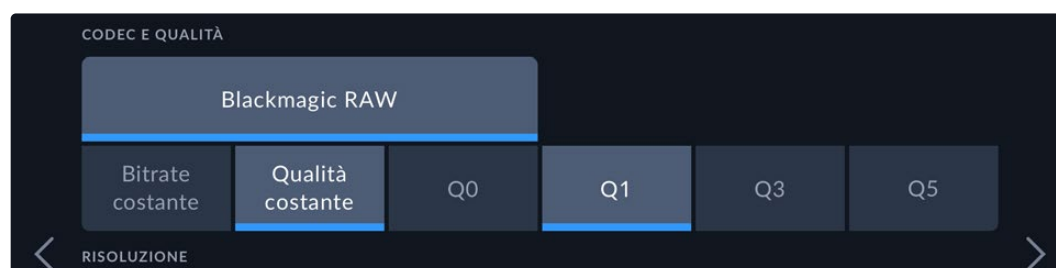 CODEC E QUALITÀ
Blackmagic RAW
Bitrate
costante
Qualità
costante
Q0
Q1
Q3
Q5
RISOLUZIONE